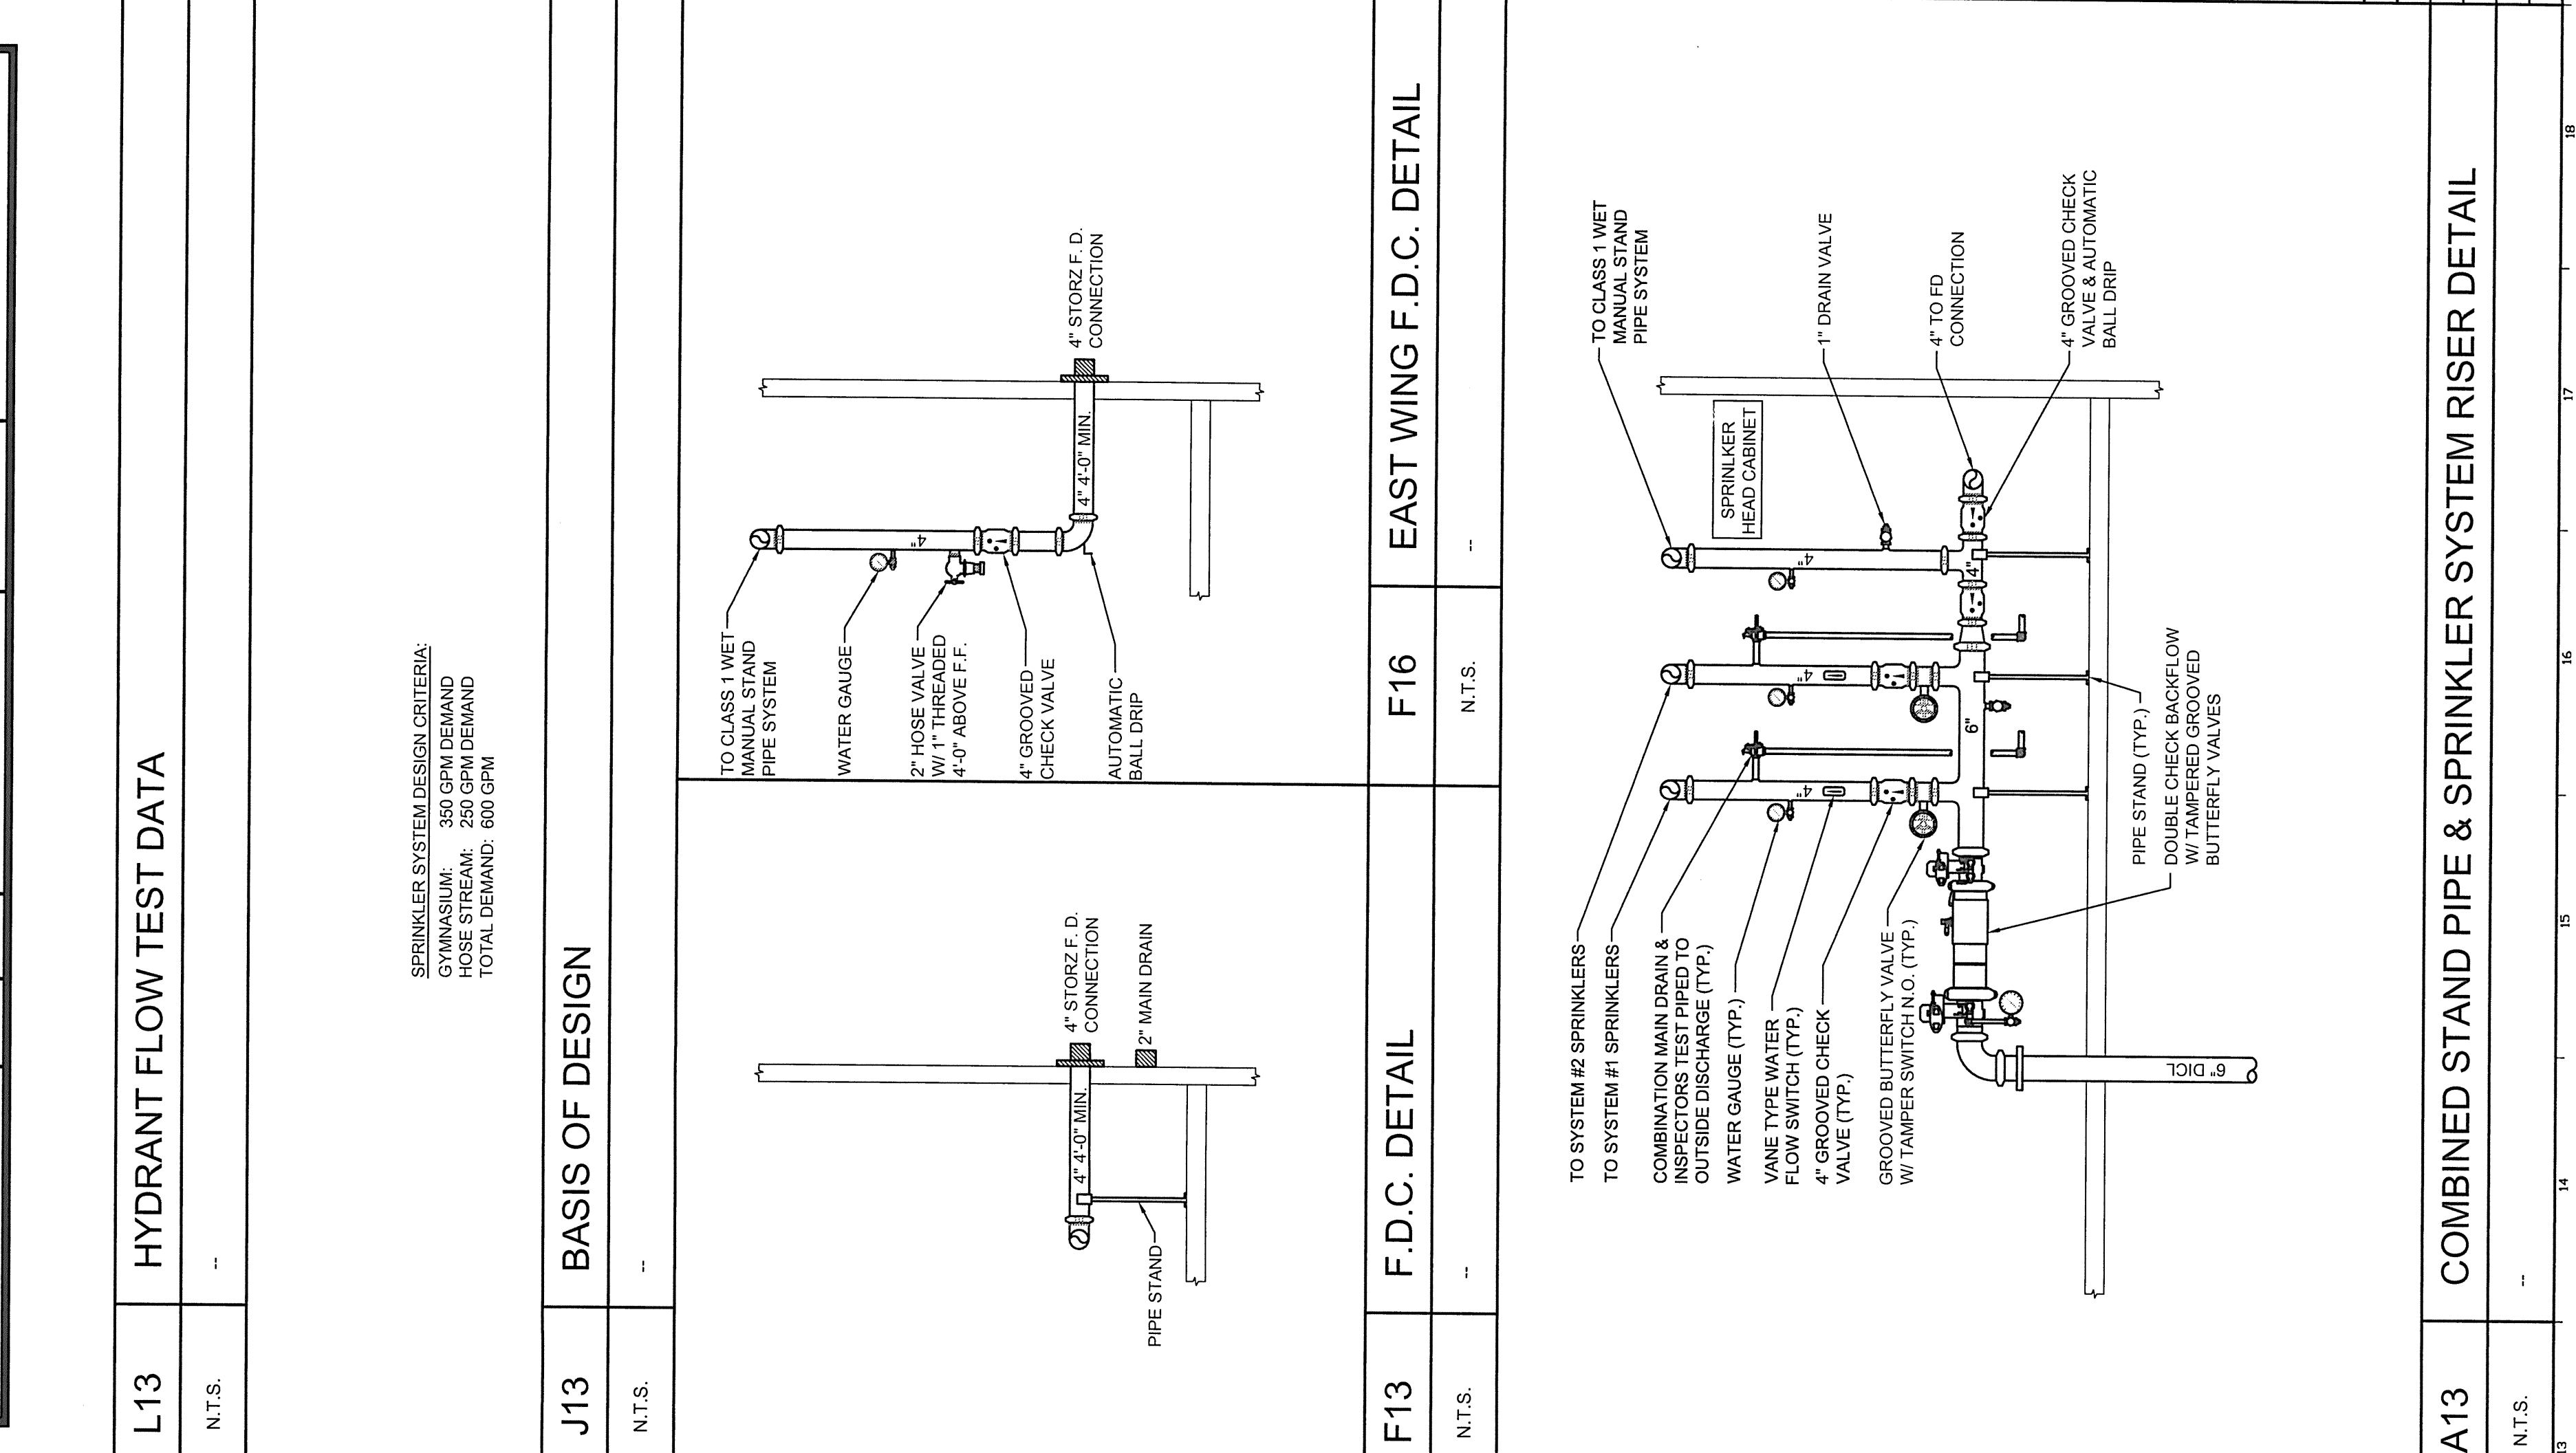 L13
HYDRANT FLOW TEST DATA
N.T.S.
--
SPRINKLER SYSTEM DESIGN CRITERIA:
GYMNASIUM: 350 GPM DEMAND
HOSE STREAM: 250 GPM DEMAND
TOTAL DEMAND: 600 GPM
J13
BASIS OF DESIGN
N.T.S.
--
4" STORZ F. D.
CONNECTION
2" MAIN DRAIN
4" 4'-0" MIN.
PIPE STAND
F13
F.D.C. DETAIL
N.T.S.
--
TO CLASS 1 WET
MANUAL STAND
PIPE SYSTEM
WATER GAUGE
2" HOSE VALVE
W/ 1" THREADED
4'-0" ABOVE F.F.
4" GROOVED
CHECK VALVE
AUTOMATIC
BALL DRIP
4"
4" 4'-0" MIN.
4" STORZ F. D.
CONNECTION
F16
EAST WING F.D.C. DETAIL
N.T.S.
--
TO SYSTEM #2 SPRINKLERS
TO SYSTEM #1 SPRINKLERS
COMBINATION MAIN DRAIN &
INSPECTORS TEST PIPED TO
OUTSIDE DISCHARGE (TYP.)
WATER GAUGE (TYP.)
VANE TYPE WATER
FLOW SWITCH (TYP.)
4" GROOVED CHECK
VALVE (TYP.)
GROOVED BUTTERFLY VALVE
W/ TAMPER SWITCH N.O. (TYP.)
4"
4"
4"
6"
4"
6" DICL
SPRINLKER
HEAD CABINET
TO CLASS 1 WET
MANUAL STAND
PIPE SYSTEM
1" DRAIN VALVE
4" TO FD
CONNECTION
4" GROOVED CHECK
VALVE & AUTOMATIC
BALL DRIP
PIPE STAND (TYP.)
DOUBLE CHECK BACKFLOW
W/ TAMPERED GROOVED
BUTTERFLY VALVES
A13
COMBINED STAND PIPE & SPRINKLER SYSTEM RISER DETAIL
N.T.S.
--
13
14
15
16
17
18